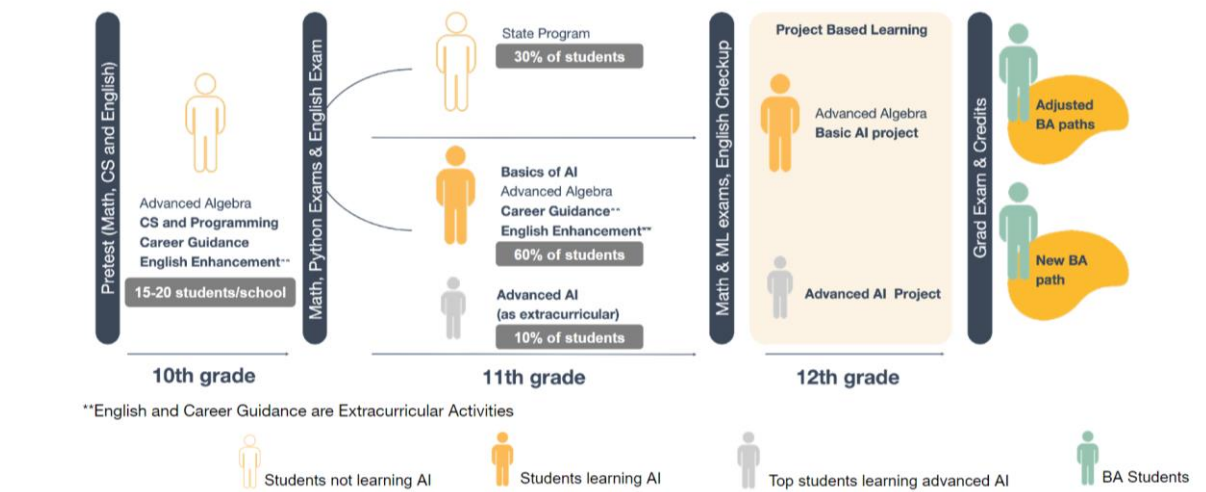 Pretest (Math, CS and English)
Advanced Algebra
CS and Programming
Career Guidance
English Enhancement**
15-20 students/school
10th grade
Math, Python Exams & English Exam
State Program
30% of students
Basics of AI
Advanced Algebra
Career Guidance**
English Enhancement**
60% of students
Advanced AI
(as extracurricular)
10% of students
11th grade
Math & ML exams, English Checkup
Project Based Learning
Advanced Algebra
Basic AI project
Advanced AI Project
12th grade
Grad Exam & Credits
Adjusted
BA paths
New BA
path
**English and Career Guidance are Extracurricular Activities
Students not learning AI
Students learning AI
Top students learning advanced AI
BA Students